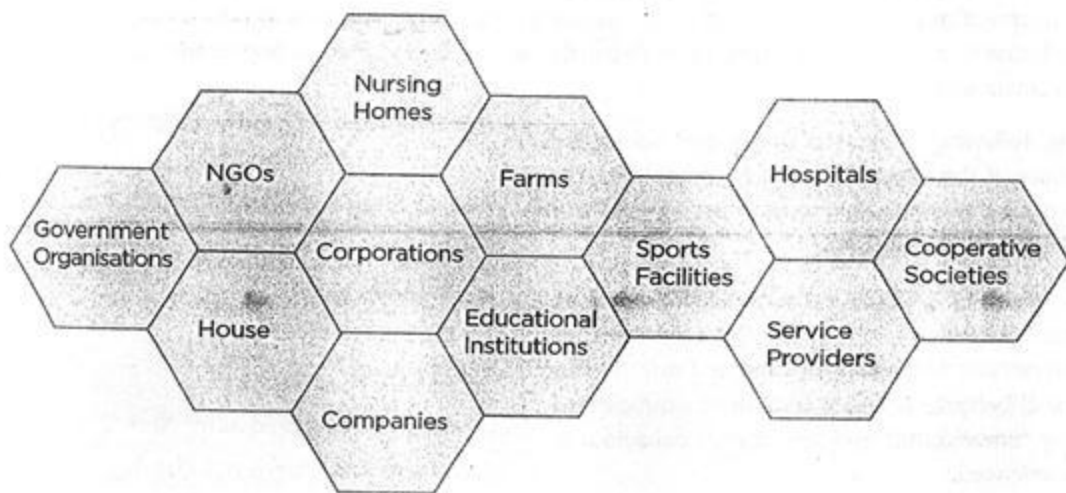 Nursing
Homes
NGOs
Farms
Hospitals
Government
Organisations
Corporations
Sports
Facilities
Cooperative
Societies
House
Educational
Institutions
Service
Providers
Companies